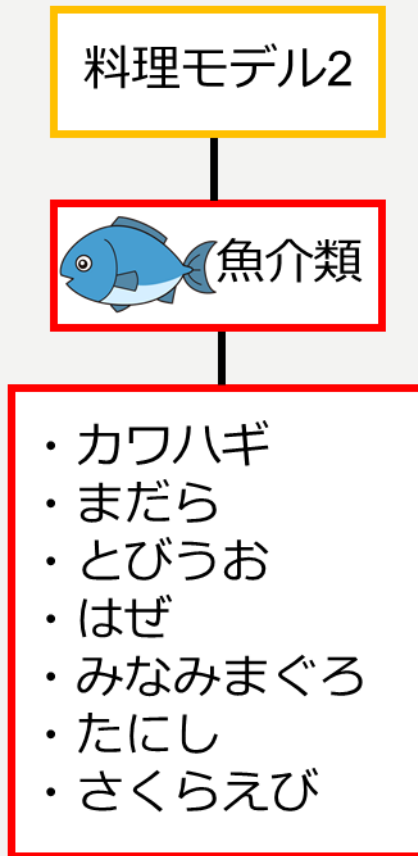 料理モデル2
魚介類
・カワハギ
・まだら
・とびうお
・はぜ
・みなみまぐろ
・たにし
・さくらえび